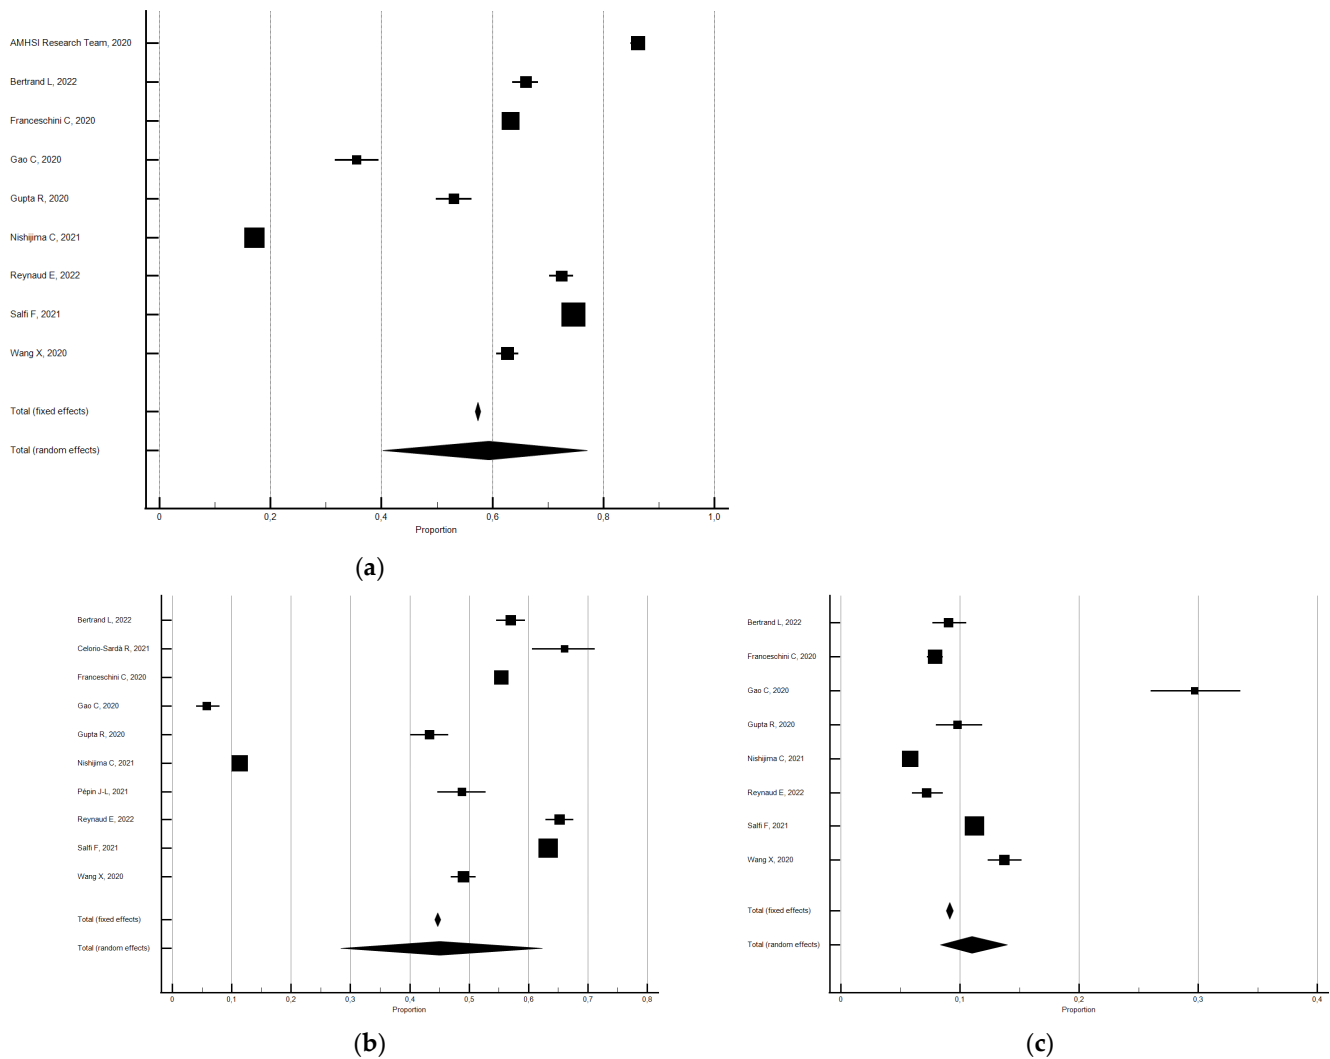 AMHSI Research Team, 2020
Bertrand L, 2022
Franceschini C, 2020
Gao C, 2020
Gupta R, 2020
Nishijima C, 2021
Reynaud E, 2022
Salfi F, 2021
Wang X, 2020
Total (fixed effects)
Total (random effects)
0 0,2 0,4 0,6 0,8 1,0
Proportion
(a)
Bertrand L, 2022
Celorio-Sardà R, 2021
Franceschini C, 2020
Gao C, 2020
Gupta R, 2020
Nishijima C, 2021
Pépin J-L, 2021
Reynaud E, 2022
Salfi F, 2021
Wang X, 2020
Total (fixed effects)
Total (random effects)
0 0,1 0,2 0,3 0,4 0,5 0,6 0,7 0,8
Proportion
(b)
Bertrand L, 2022
Franceschini C, 2020
Gao C, 2020
Gupta R, 2020
Nishijima C, 2021
Reynaud E, 2022
Salfi F, 2021
Wang X, 2020
Total (fixed effects)
Total (random effects)
0 0,1 0,2 0,3 0,4
Proportion
(c)